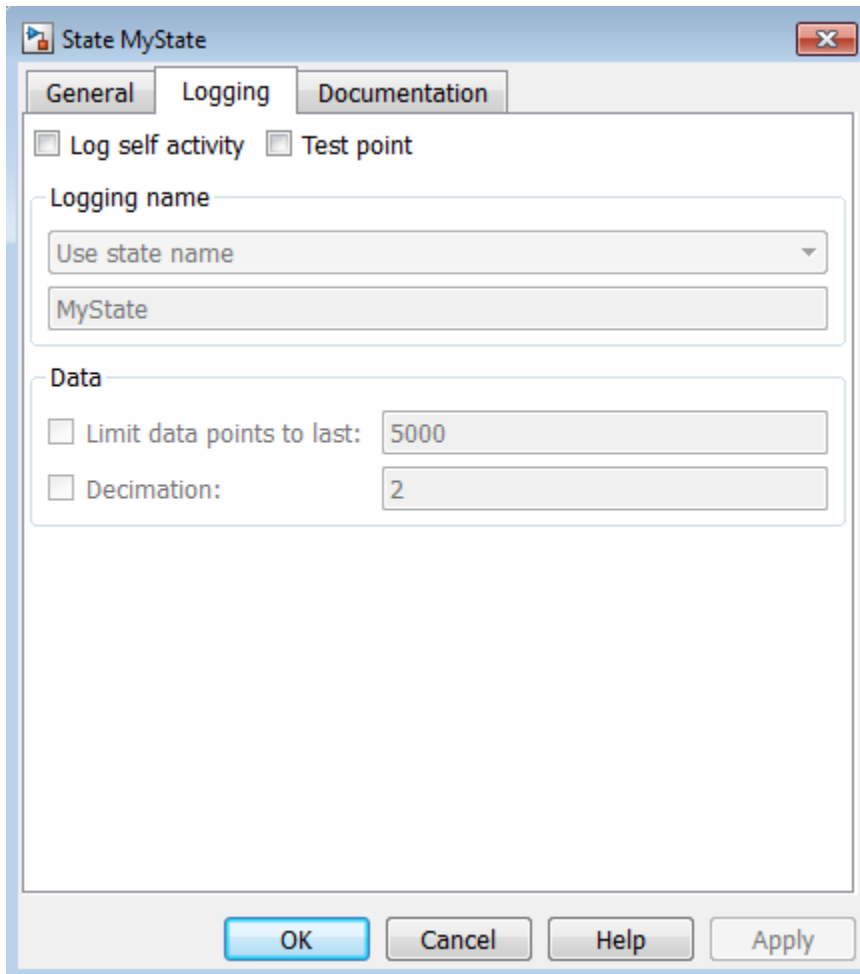 State MyState
General Logging Documentation
Log self activity Test point
Logging name
Use state name
MyState
Data
Limit data points to last: 5000
Decimation: 2
OK Cancel Help Apply